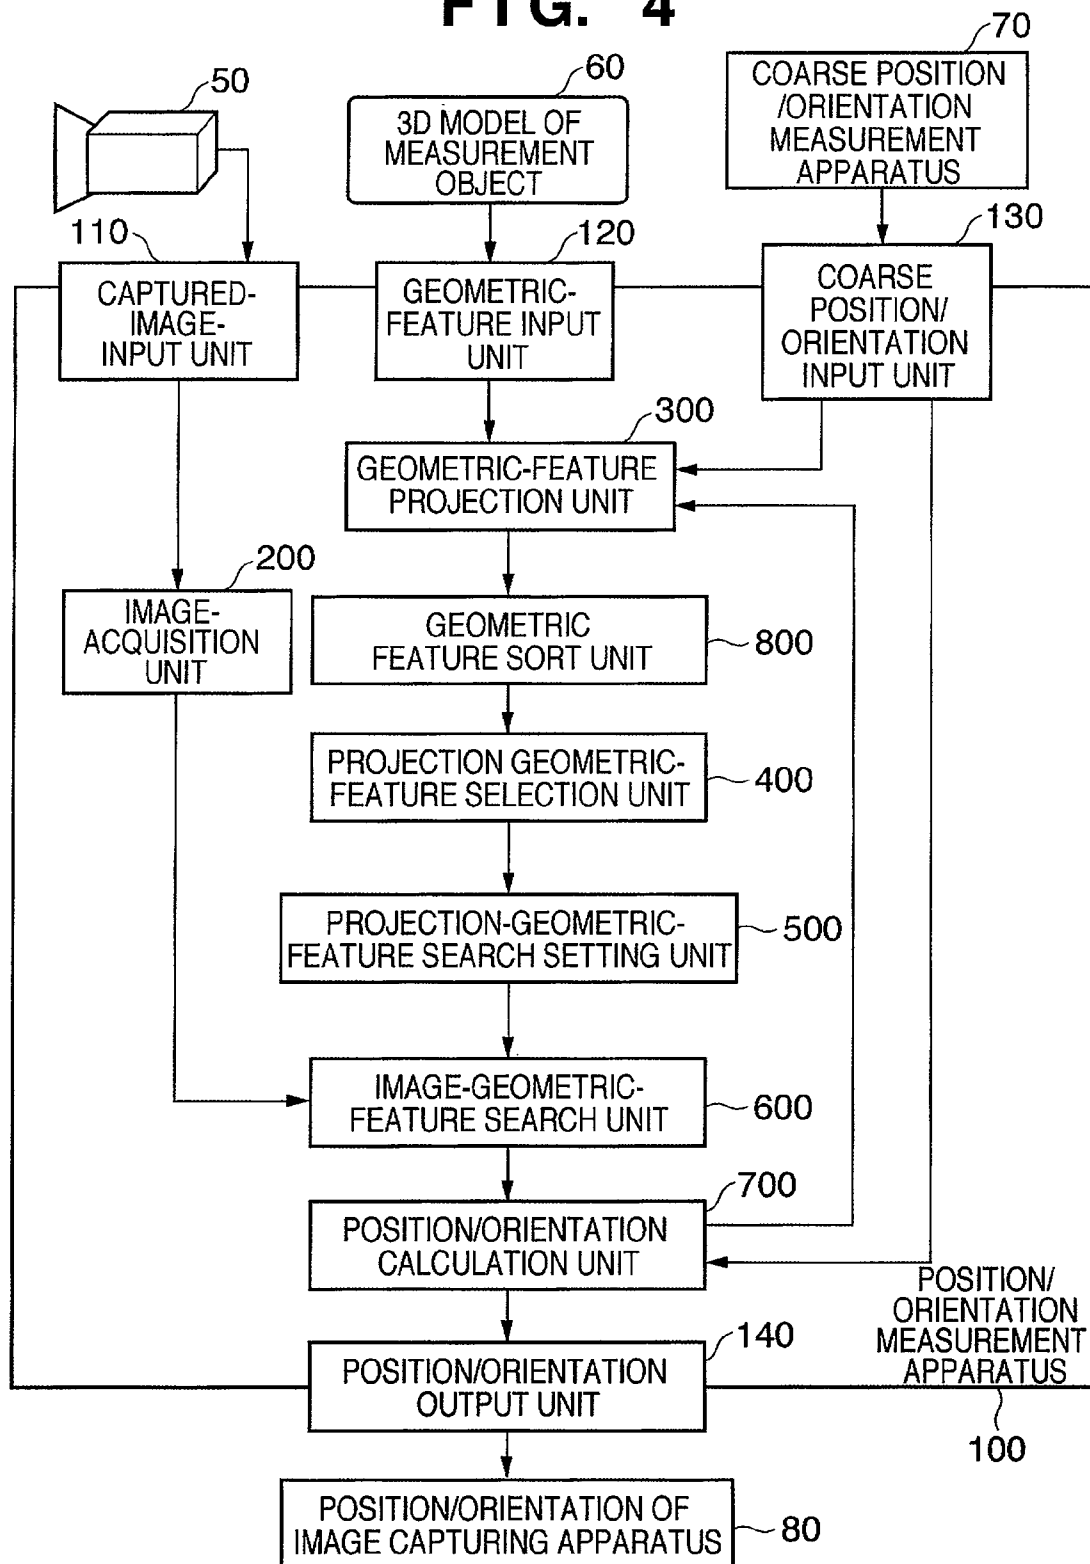 FIG. 4
50
60
70
3D MODEL OF
MEASUREMENT
OBJECT
COARSE POSITION
/ORIENTATION
MEASUREMENT
APPARATUS
110
120
130
CAPTURED-
IMAGE-
INPUT UNIT
GEOMETRIC-
FEATURE INPUT
UNIT
COARSE
POSITION/
ORIENTATION
INPUT UNIT
300
GEOMETRIC-FEATURE
PROJECTION UNIT
200
IMAGE-
ACQUISITION
UNIT
GEOMETRIC
FEATURE SORT UNIT
800
PROJECTION GEOMETRIC-
FEATURE SELECTION UNIT
400
PROJECTION-GEOMETRIC-
FEATURE SEARCH SETTING UNIT
500
IMAGE-GEOMETRIC-
FEATURE SEARCH UNIT
600
700
POSITION/ORIENTATION
CALCULATION UNIT
POSITION/
ORIENTATION
MEASUREMENT
APPARATUS
100
140
POSITION/ORIENTATION
OUTPUT UNIT
POSITION/ORIENTATION OF
IMAGE CAPTURING APPARATUS
80